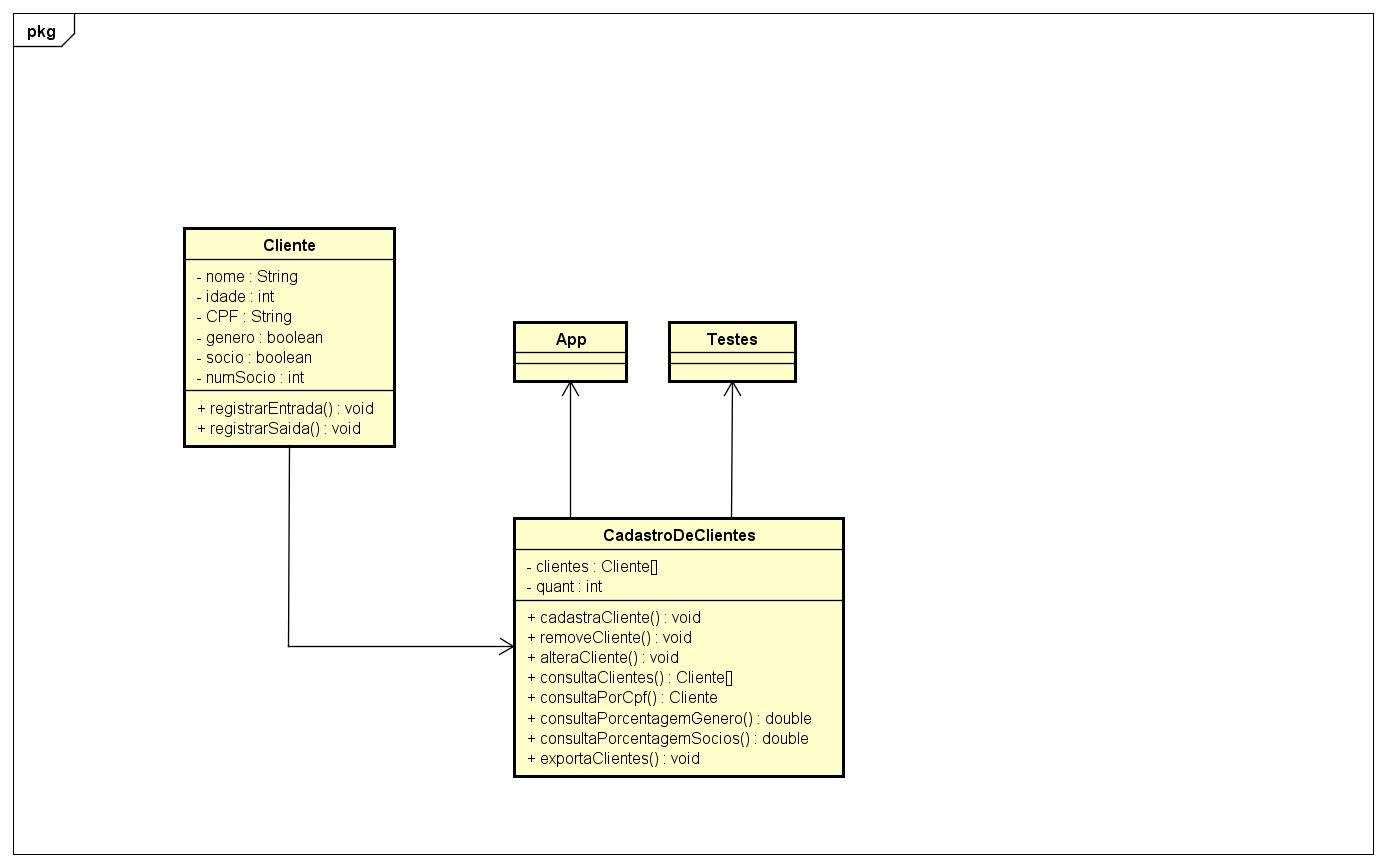 pkg
Cliente
- nome : String
- idade : int
- CPF : String
- genero : boolean
- socio : boolean
- numSocio : int
+ registrarEntrada() : void
+ registrarSaida() : void
App
Testes
CadastroDeClientes
- clientes : Cliente[]
- quant : int
+ cadastraCliente() : void
+ removeCliente() : void
+ alteraCliente() : void
+ consultaClientes() : Cliente[]
+ consultaPorCpf() : Cliente
+ consultaPorcentagemGenero() : double
+ consultaPorcentagemSocios() : double
+ exportaClientes() : void